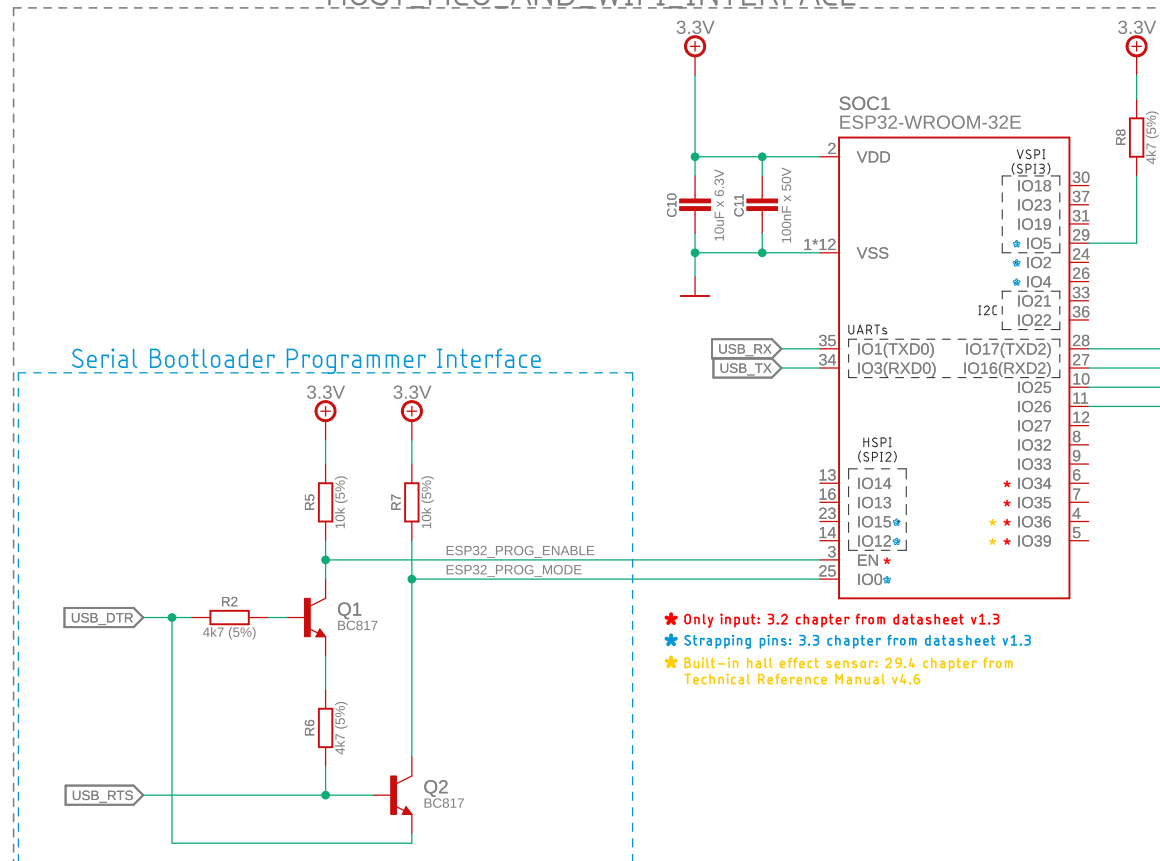 HOST_MCU_AND_WIFI_INTERFACE
3.3V
3.3V
R8
4k7 (5%)
SOC1
ESP32-WROOM-32E
C10
10uF x 6.3V
C11
100nF x 50V
2
VDD
1*12
VSS
VSPI
(SPI3)
IO18
30
IO23
37
IO19
31
IO5
29
IO2
24
IO4
26
I2C
IO21
33
IO22
36
UARTs
USB_RX
35
IO1(TXD0)
IO17(TXD2)
28
USB_TX
34
IO3(RXD0)
IO16(RXD2)
27
IO25
10
IO26
11
IO27
12
IO32
8
IO33
9
IO34
6
IO35
7
IO36
4
IO39
5
HSPI
(SPI2)
13
IO14
16
IO13
23
IO15
14
IO12
3
EN
25
IO0
Serial Bootloader Programmer Interface
3.3V
3.3V
R5
10k (5%)
R7
10k (5%)
ESP32_PROG_ENABLE
ESP32_PROG_MODE
USB_DTR
R2
4k7 (5%)
Q1
BC817
R6
4k7 (5%)
USB_RTS
Q2
BC817
* Only input: 3.2 chapter from datasheet v1.3
* Strapping pins: 3.3 chapter from datasheet v1.3
* Built-in hall effect sensor: 29.4 chapter from
Technical Reference Manual v4.6